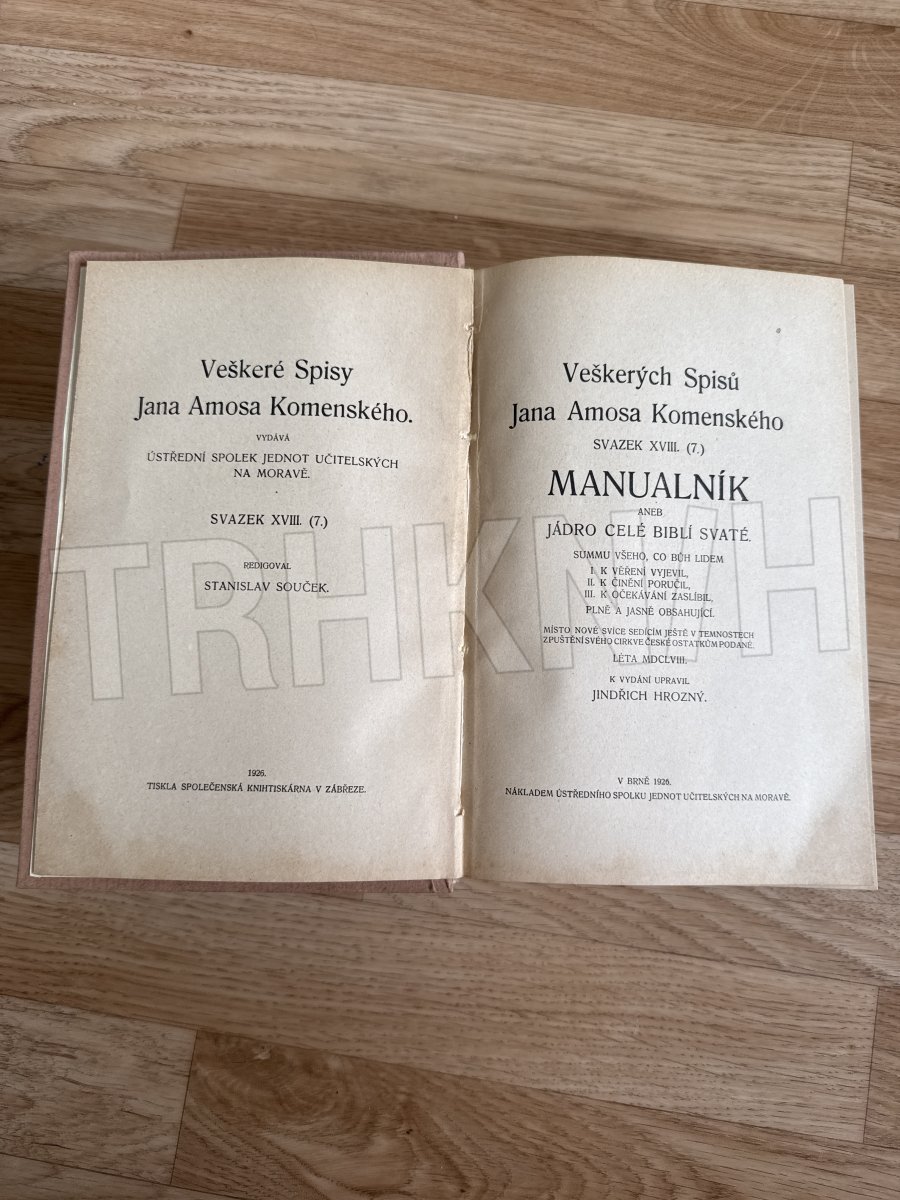 Veškeré Spisy
Jana Amosa Komenského.
VYDÁVÁ
ÚSTŘEDNÍ SPOLEK JEDNOT UČITELSKÝCH
NA MORAVĚ.
SVAZEK XVIII. (7.)
REDIGOVAL
STANISLAV SOUČEK.
1926.
TISKLA SPOLEČENSKÁ KNIHTISKÁRNA V ZÁBŘEZE.
Veškerých Spisů
Jana Amosa Komenského
SVAZEK XVIII. (7.)
MANUALNÍK
ANEB
JÁDRO CELÉ BIBLÍ SVATÉ.
SUMMU VŠEHO, CO BŮH LIDEM
I. K VĚŘENÍ VYJEVIL,
II. K ČINĚNÍ PORUČIL,
III. K OČEKÁVÁNÍ ZASLÍBIL,
PLNĚ A JASNĚ OBSAHUJÍCÍ.
MÍSTO NOVÉ SVÍCE SEDÍCÍM JEŠTĚ V TEMNOSTECH
ZPUŠTĚNÍ SVÉHO CIRKVE ČESKÉ OSTATKŮM PODANÉ.
LÉTA MDCLVIII.
K VYDÁNÍ UPRAVIL
JINDŘICH HROZNÝ.
V BRNĚ 1926.
NÁKLADEM ÚSTŘEDNÍHO SPOLKU JEDNOT UČITELSKÝCH NA MORAVĚ.
TRHKNIH